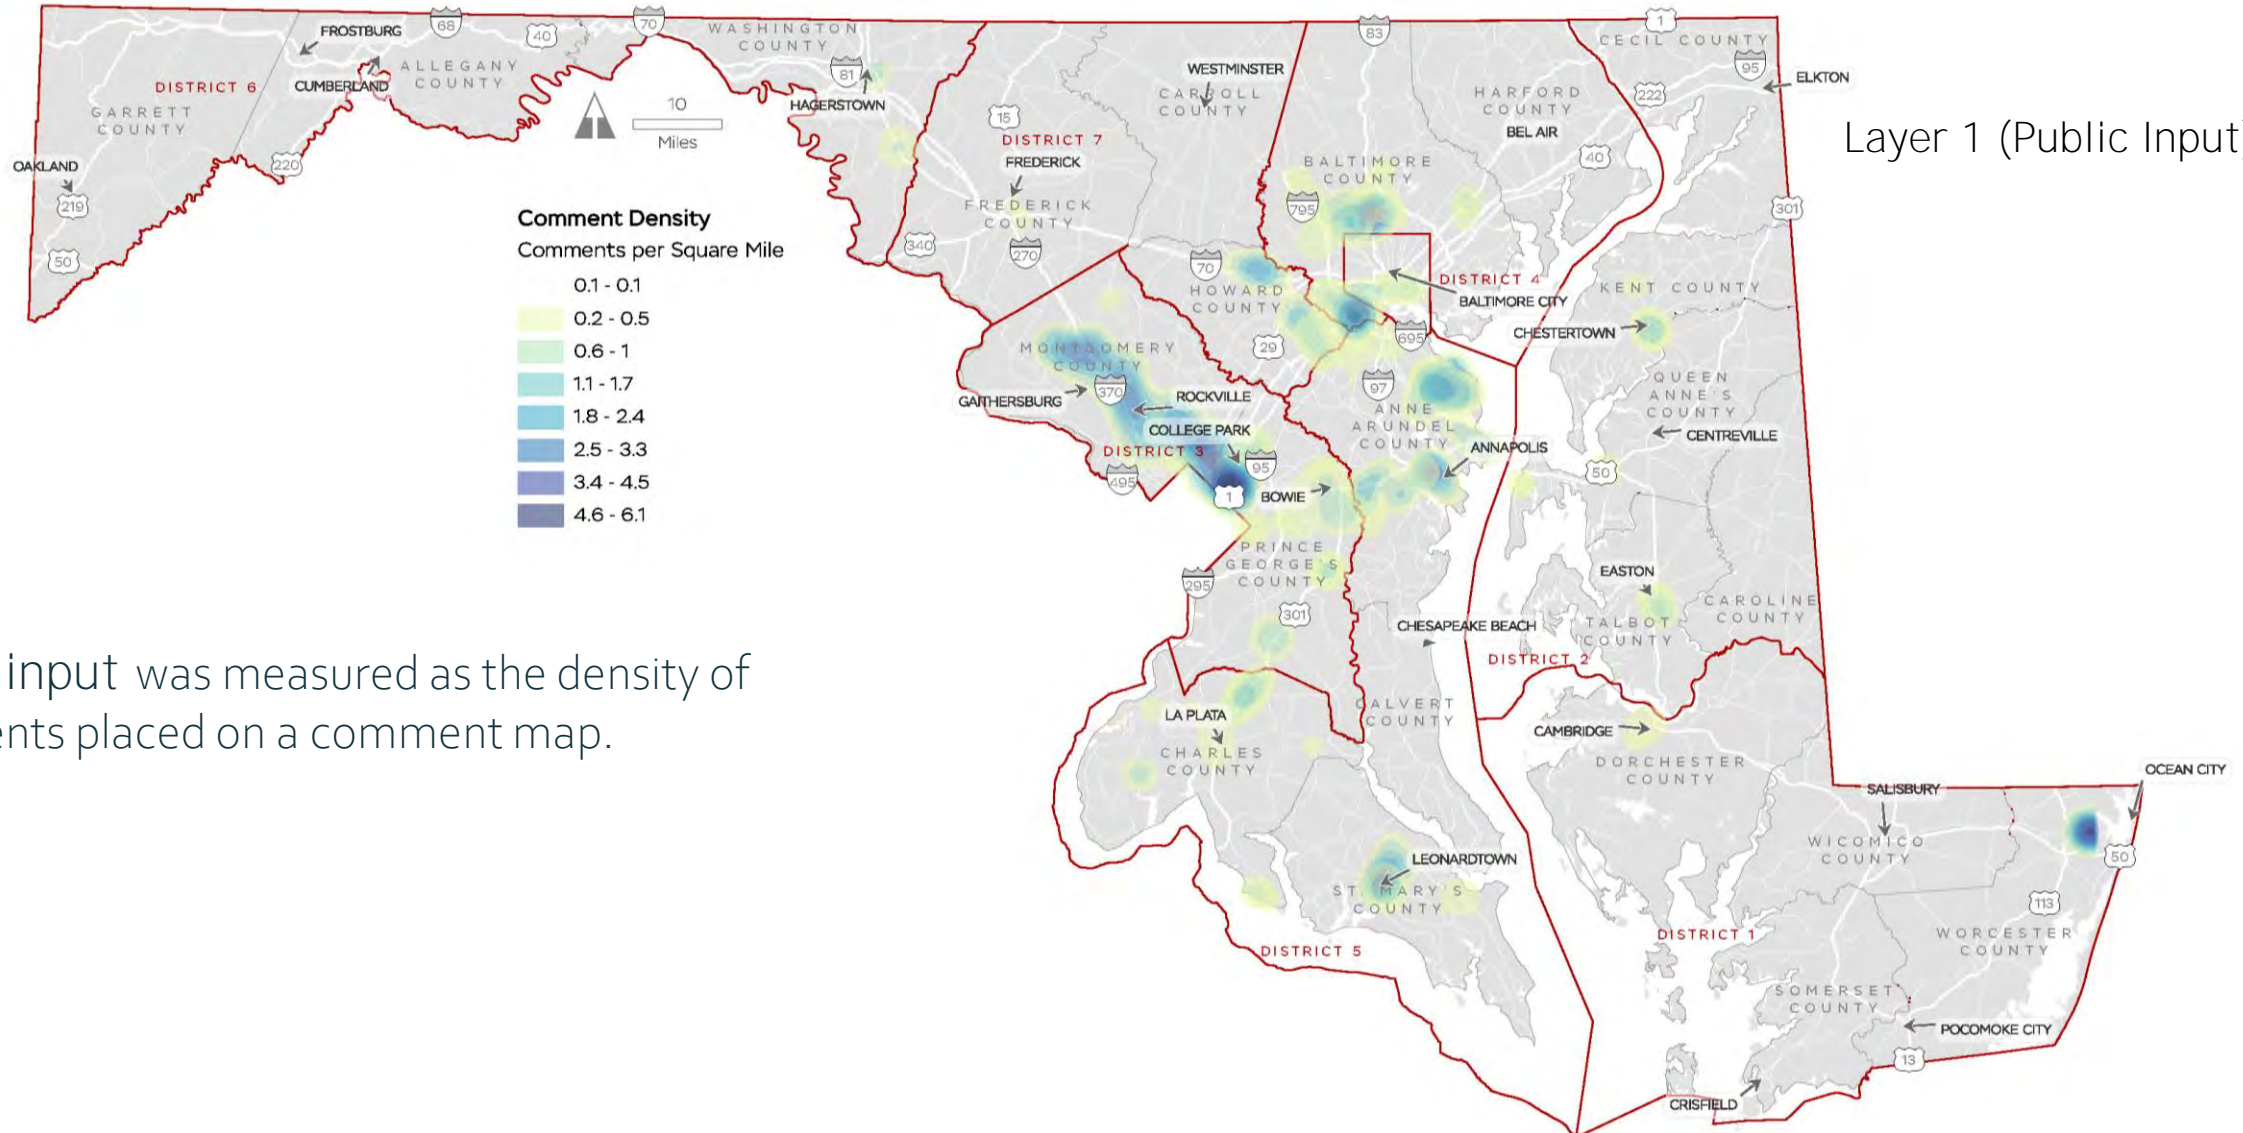 Layer 1 (Public Input)
input was measured as the density of
ents placed on a comment map.
Comment Density
Comments per Square Mile
0.1 - 0.1
0.2 - 0.5
0.6 - 1
1.1 - 1.7
1.8 - 2.4
2.5 - 3.3
3.4 - 4.5
4.6 - 6.1
10
Miles
FROSTBURG
68
40
70
WASHINGTON
COUNTY
81
83
1
CECIL COUNTY
95
ELKTON
DISTRICT 6
CUMBERLAND
ALLEGANY
COUNTY
GARRETT
COUNTY
HAGERSTOWN
WESTMINSTER
CARROLL
COUNTY
HARFORD
COUNTY
BEL AIR
222
40
15
DISTRICT 7
FREDERICK
FREDERICK
COUNTY
OAKLAND
219
220
50
340
270
BALTIMORE
COUNTY
795
301
70
HOWARD
COUNTY
DISTRICT 4
BALTIMORE CITY
KENT COUNTY
CHESTERTOWN
695
29
MONTGOMERY
COUNTY
370
GAITHERSBURG
ROCKVILLE
97
ANNE
ARUNDEL
COUNTY
QUEEN
ANNE'S
COUNTY
CENTREVILLE
COLLEGE PARK
DISTRICT 3
495
95
1
BOWIE
ANNAPOLIS
50
PRINCE
GEORGE'S
COUNTY
295
301
EASTON
TALBOT
COUNTY
CAROLINE
COUNTY
CHESAPEAKE BEACH
DISTRICT 2
CALVERT
COUNTY
LA PLATA
CHARLES
COUNTY
CAMBRIDGE
DORCHESTER
COUNTY
SALISBURY
OCEAN CITY
WICOMICO
COUNTY
50
LEONARDTOWN
ST. MARY'S
COUNTY
113
WORCESTER
COUNTY
DISTRICT 1
DISTRICT 5
SOMERSET
COUNTY
POCOMOKE CITY
13
CRISFIELD